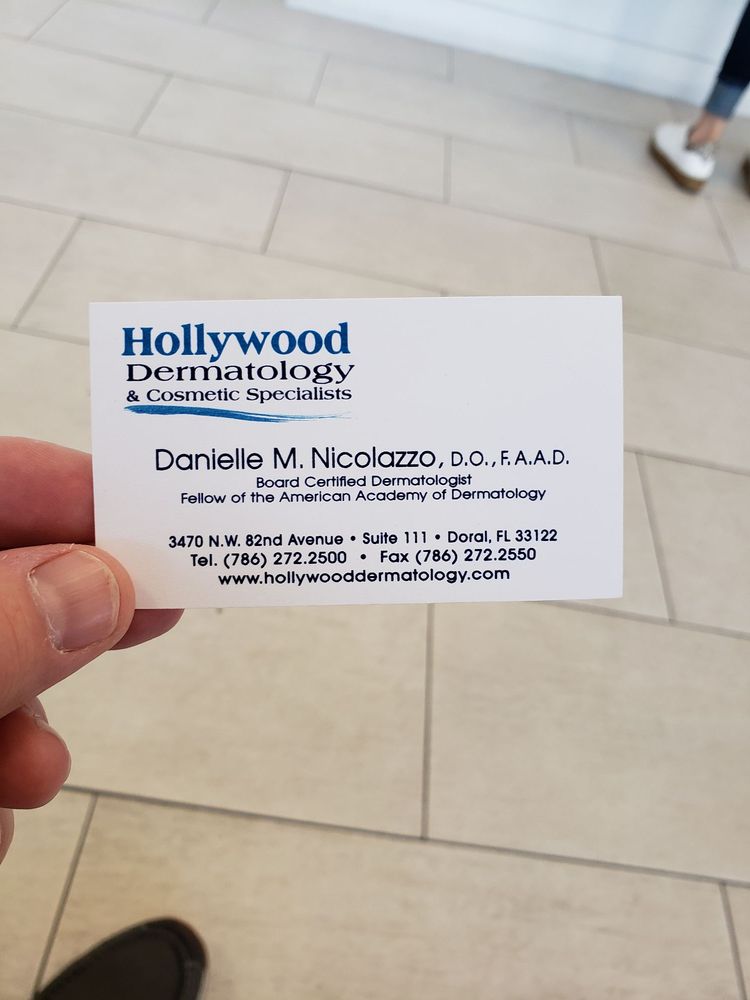 Hollywood
Dermatology
& Cosmetic Specialists
Danielle M. Nicolazzo, D.O., F.A.A.D.
Board Certified Dermatologist
Fellow of the American Academy of Dermatology
3470 N.W. 82nd Avenue • Suite 111 • Doral, FL 33122
Tel. (786) 272.2500 • Fax (786) 272.2550
www.hollywooddermatology.com